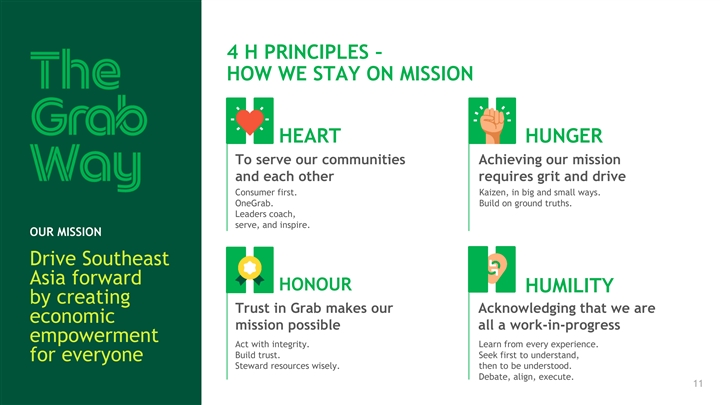 The
Grab
Way
OUR MISSION
Drive Southeast
Asia forward
by creating
economic
empowerment
for everyone
4 H PRINCIPLES –
HOW WE STAY ON MISSION
HEART
To serve our communities
and each other
Consumer first.
OneGrab.
Leaders coach,
serve, and inspire.
HUNGER
Achieving our mission
requires grit and drive
Kaizen, in big and small ways.
Build on ground truths.
HONOUR
Trust in Grab makes our
mission possible
Act with integrity.
Build trust.
Steward resources wisely.
HUMILITY
Acknowledging that we are
all a work-in-progress
Learn from every experience.
Seek first to understand,
then to be understood.
Debate, align, execute.
11